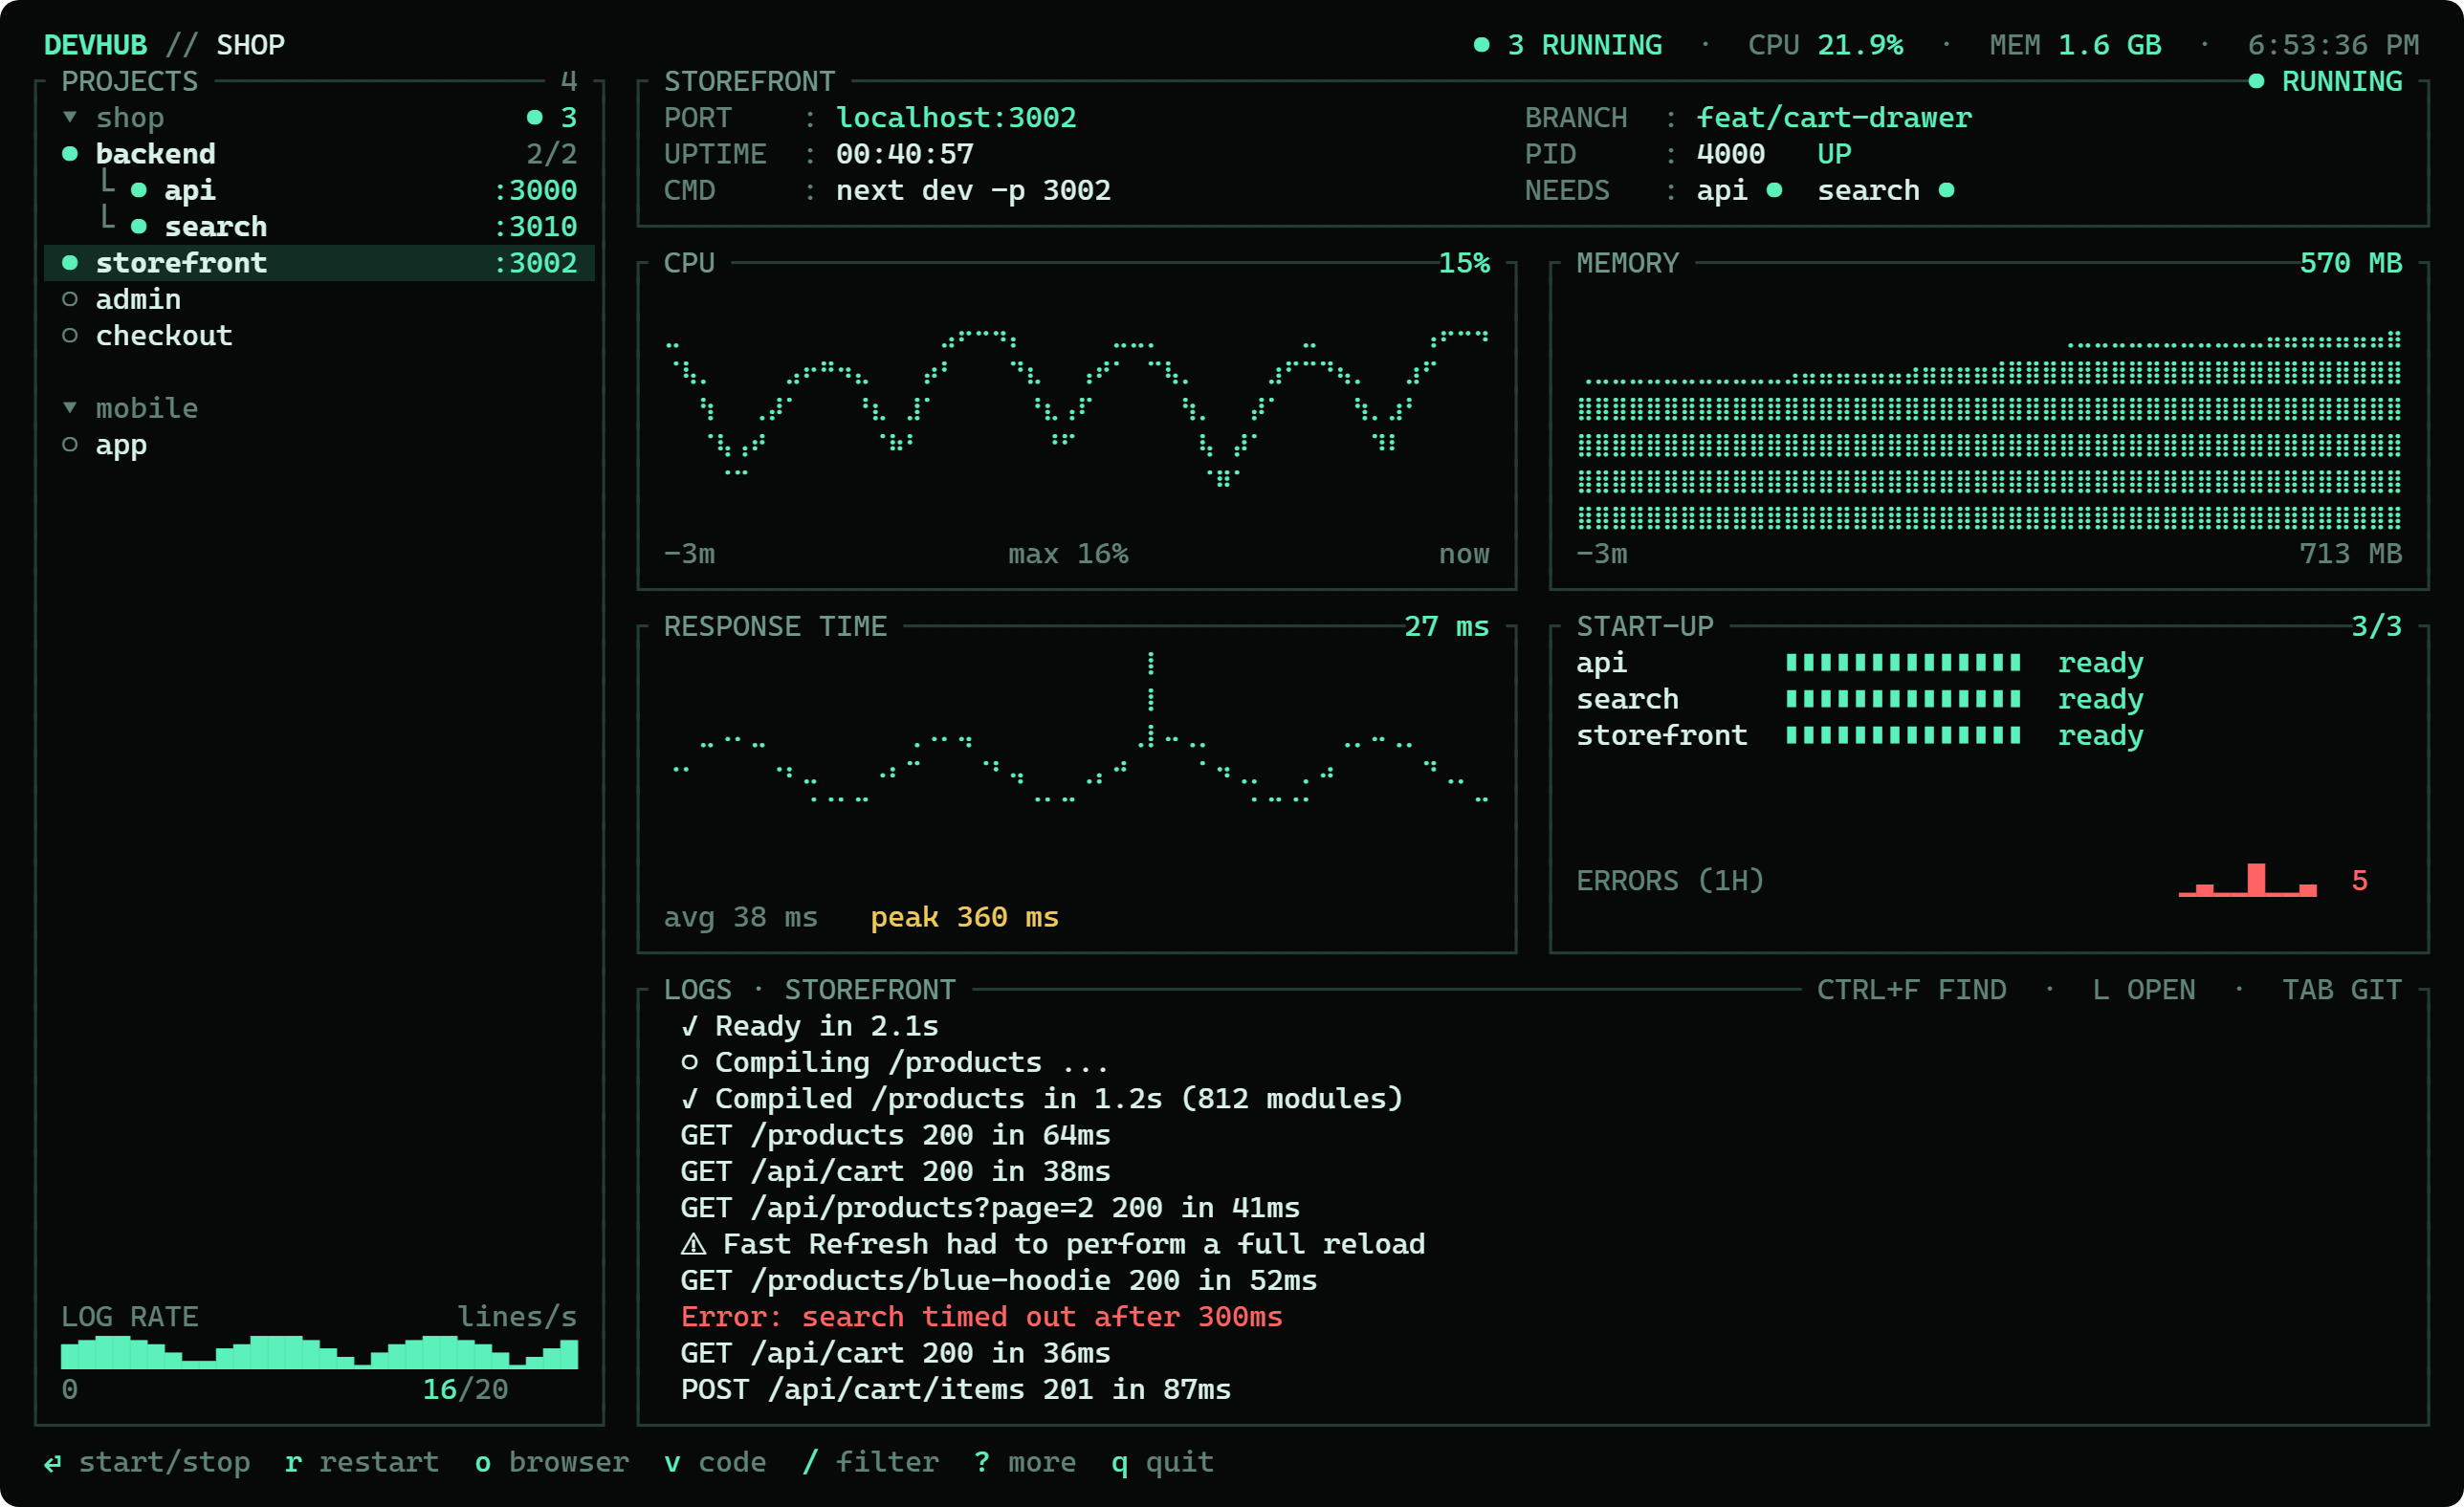 DEVHUB // SHOP
● 3 RUNNING · CPU 21.9% · MEM 1.6 GB · 6:53:36 PM
PROJECTS 4
▼ shop ● 3
● backend 2/2
└ ● api :3000
└ ● search :3010
● storefront :3002
○ admin
○ checkout
▼ mobile
○ app
LOG RATE lines/s
0 16/20
STOREFRONT ● RUNNING
PORT : localhost:3002 BRANCH : feat/cart-drawer
UPTIME : 00:40:57 PID : 4000 UP
CMD : next dev -p 3002 NEEDS : api ● search ●
CPU 15%
-3m max 16% now
MEMORY 570 MB
-3m 713 MB
RESPONSE TIME 27 ms
avg 38 ms peak 360 ms
START-UP 3/3
api ready
search ready
storefront ready
ERRORS (1H) 5
LOGS · STOREFRONT CTRL+F FIND · L OPEN · TAB GIT
✓ Ready in 2.1s
○ Compiling /products ...
✓ Compiled /products in 1.2s (812 modules)
GET /products 200 in 64ms
GET /api/cart 200 in 38ms
GET /api/products?page=2 200 in 41ms
⚠ Fast Refresh had to perform a full reload
GET /products/blue-hoodie 200 in 52ms
Error: search timed out after 300ms
GET /api/cart 200 in 36ms
POST /api/cart/items 201 in 87ms
⏎ start/stop r restart o browser v code / filter ? more q quit